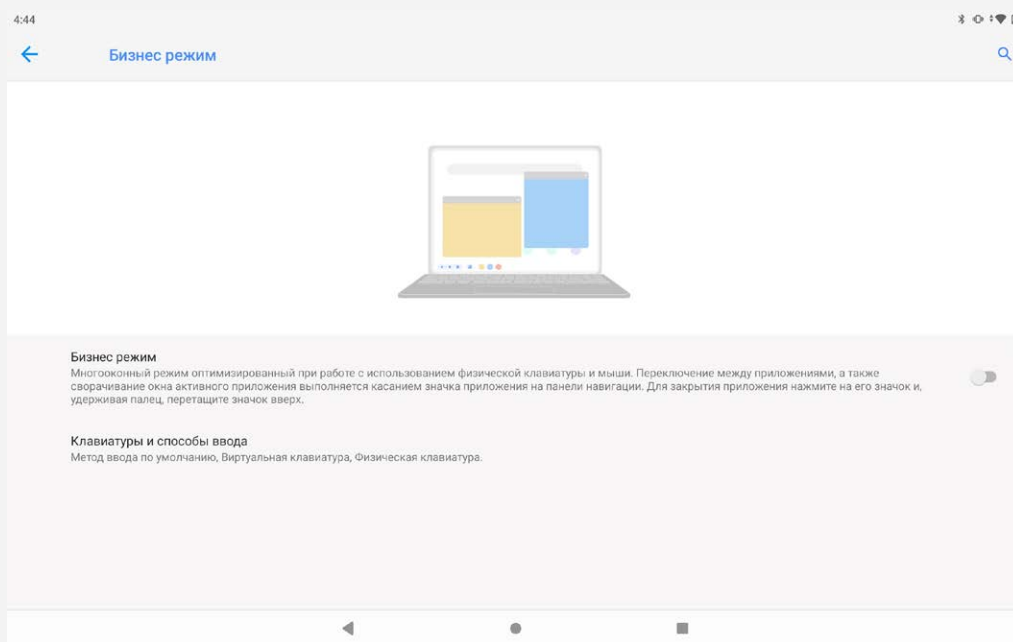 4:44
Бизнес режим
Бизнес режим
Многооконный режим оптимизированный при работе с использованием физической клавиатуры и мыши. Переключение между приложениями, а также
сворачивание окна активного приложения выполняется касанием значка приложения на панели навигации. Для закрытия приложения нажмите на его значок и,
удерживая палец, перетащите значок вверх.
Клавиатуры и способы ввода
Метод ввода по умолчанию, Виртуальная клавиатура, Физическая клавиатура.